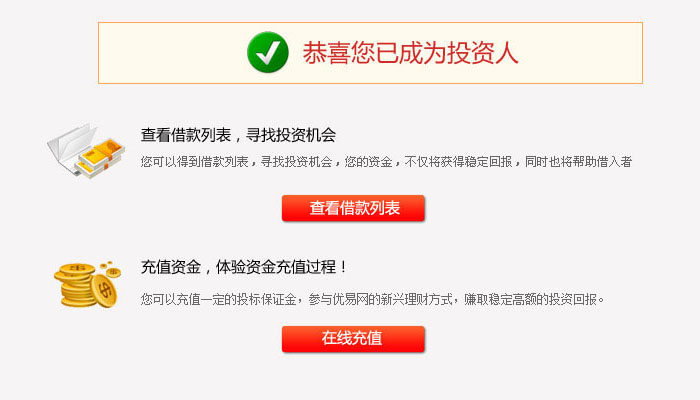 恭喜您已成为投资人
查看借款列表，寻找投资机会
您可以得到借款列表，寻找投资机会，您的资金，不仅将获得稳定回报，同时也将帮助借入者
查看借款列表
充值资金，体验资金充值过程！
您可以充值一定的投标保证金，参与优易网的新兴理财方式，赚取稳定高额的投资回报。
在线充值